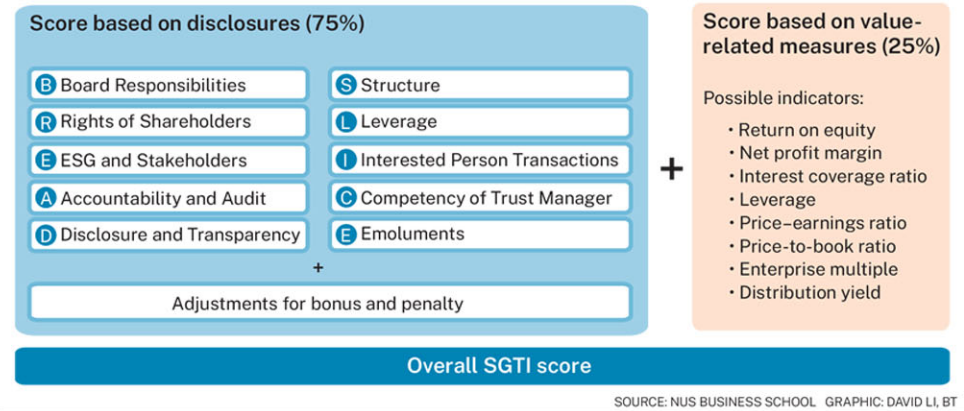 Score based on disclosures (75%)
B Board Responsibilities
R Rights of Shareholders
E ESG and Stakeholders
A Accountability and Audit
D Disclosure and Transparency
S Structure
L Leverage
I Interested Person Transactions
C Competency of Trust Manager
E Emoluments
+
Adjustments for bonus and penalty
+
Score based on value-
related measures (25%)
Possible indicators:
• Return on equity
• Net profit margin
• Interest coverage ratio
• Leverage
• Price–earnings ratio
• Price-to-book ratio
• Enterprise multiple
• Distribution yield
Overall SGTI score
SOURCE: NUS BUSINESS SCHOOL GRAPHIC: DAVID LI, BT